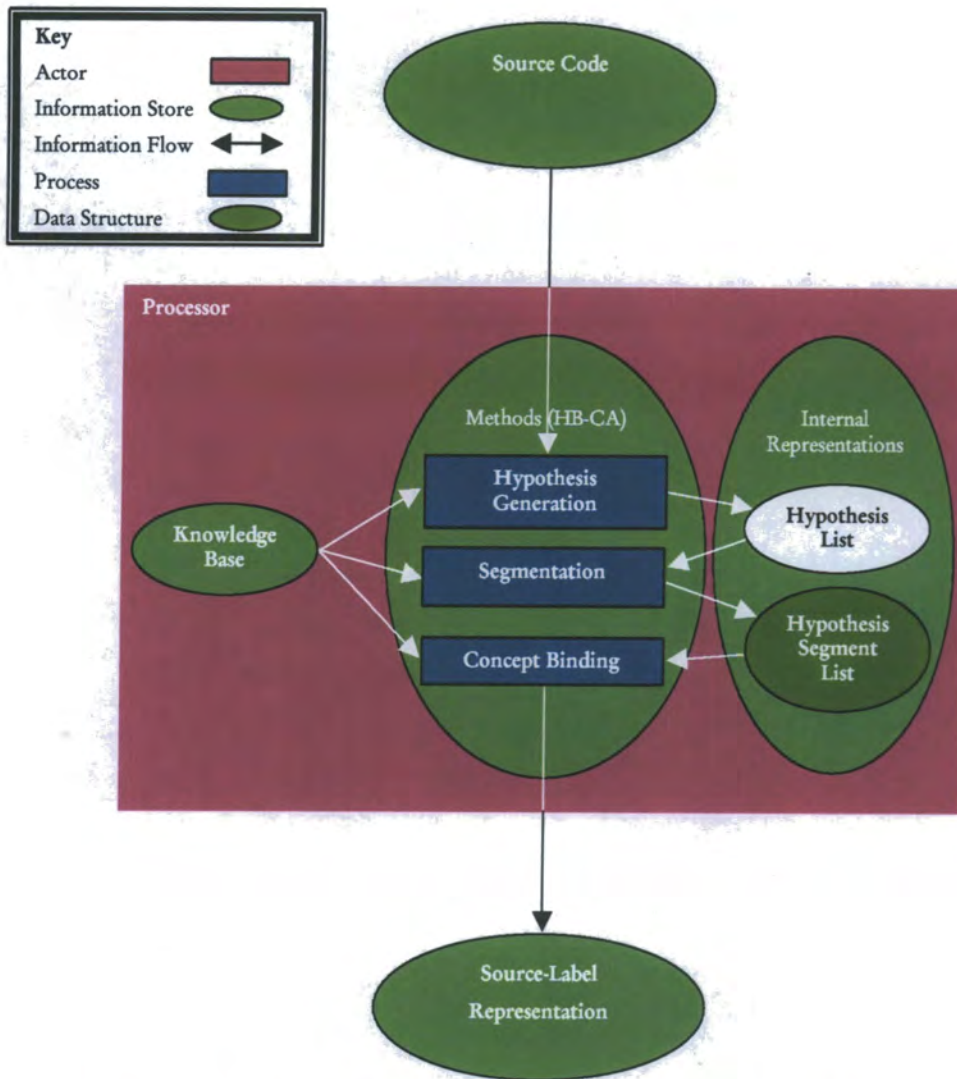 Key
Actor
Information Store
Information Flow
Process
Data Structure
Source Code
Processor
Methods (HB-CA)
Hypothesis
Generation
Segmentation
Concept Binding
Knowledge
Base
Internal
Representations
Hypothesis
List
Hypothesis
Segment
List
Source-Label
Representation